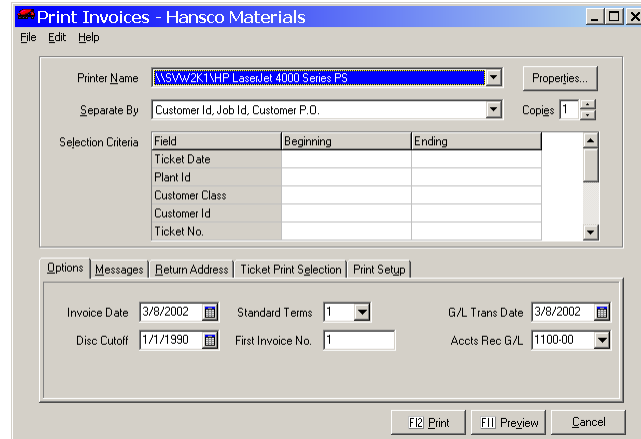 Print Invoices - Hansco Materials
File Edit Help
Printer Name \\SVW2K1\HP LaserJet 4000 Series PS Properties...
Separate By Customer Id, Job Id, Customer P.O. Copies 1
Selection Criteria Field Beginning Ending
Ticket Date
Plant Id
Customer Class
Customer Id
Ticket No.
Options Messages Return Address Ticket Print Selection Print Setup
Invoice Date 3/8/2002 Standard Terms 1 G/L Trans Date 3/8/2002
Disc Cutoff 1/1/1990 First Invoice No. 1 Accts Rec G/L 1100-00
F12 Print F11 Preview Cancel